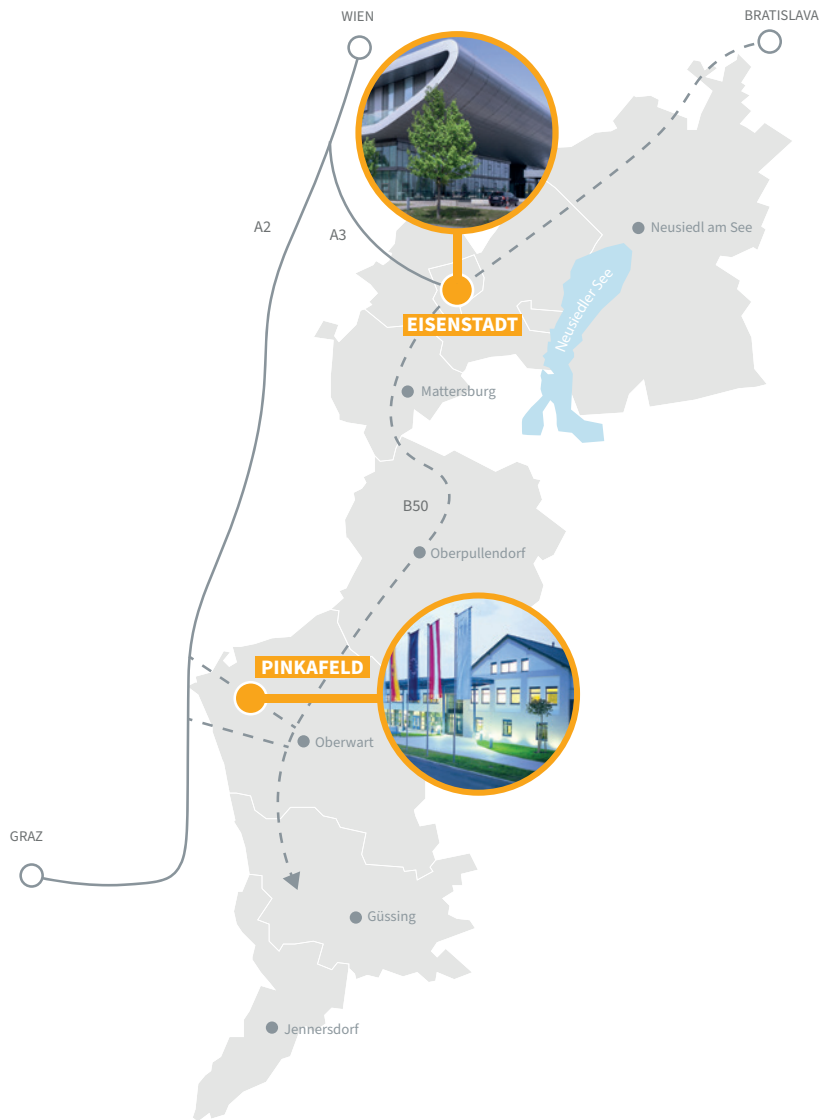 WIEN
BRATISLAVA
A2
A3
Neusiedl am See
Neusiedler See
EISENSTADT
Mattersburg
B50
Oberpullendorf
PINKAFELD
Oberwart
GRAZ
Güssing
Jennersdorf